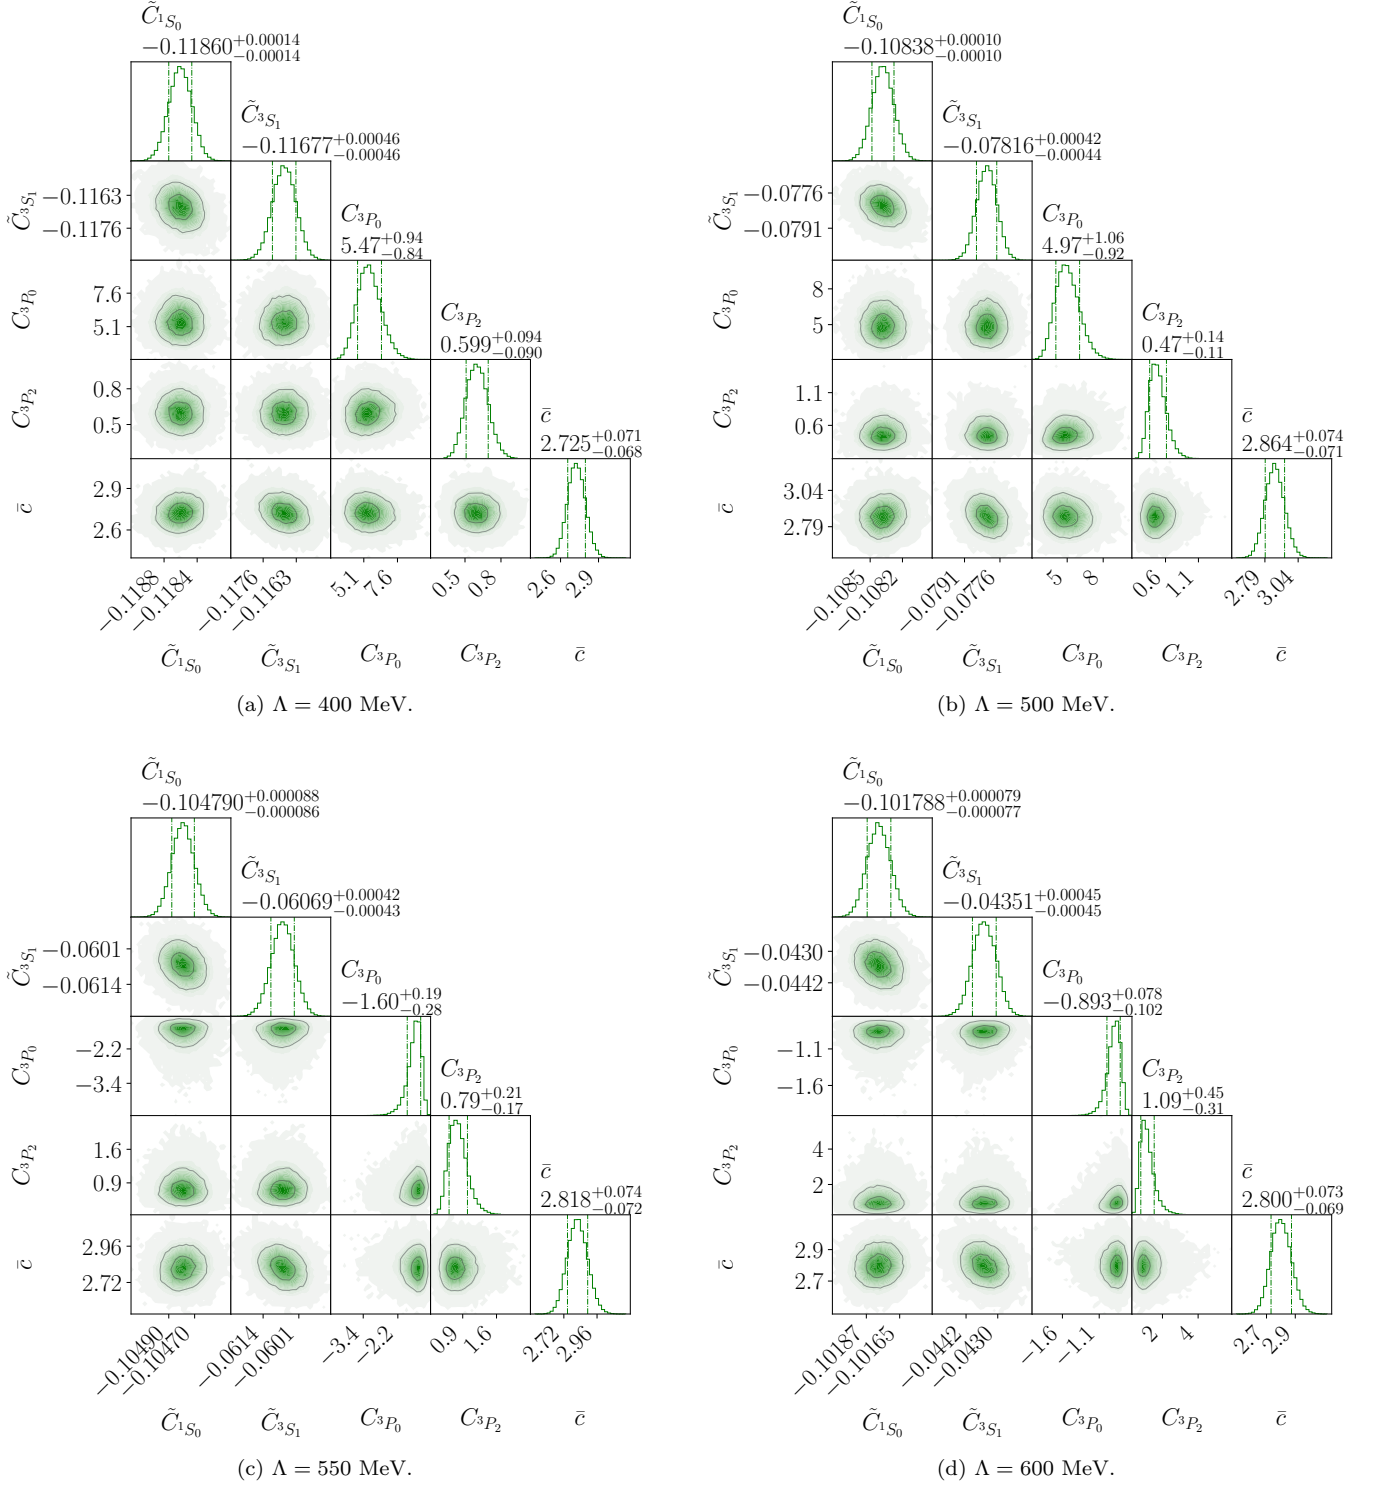 C̃¹S₀ C̃¹S₀
−0.11860+0.00014−0.00014 −0.10838+0.00010−0.00010
C̃³S₁ C̃³S₁
−0.11677+0.00046−0.00046 −0.07816+0.00042−0.00044
C̃³S₁ −0.1163 C̃³S₁ −0.0776
−0.1176 −0.0791
C³P₀ C³P₀
5.47+0.94−0.84 4.97+1.06−0.92
C³P₀ 7.6 C³P₀ 8
5.1 5
C³P₂ C³P₂
0.599+0.094−0.090 0.47+0.14−0.11
C³P₂ 0.8 C³P₂ 1.1
0.5 0.6
c̄ c̄
2.725+0.071−0.068 2.864+0.074−0.071
c̄ 2.9 c̄ 3.04
2.6 2.79
−0.1188 −0.1184 −0.1176 −0.1163 5.1 7.6 0.5 0.8 2.6 2.9 −0.1085 −0.1082 −0.0791 −0.0776 5 8 0.6 1.1 2.79 3.04
C̃¹S₀ C̃³S₁ C³P₀ C³P₂ c̄ C̃¹S₀ C̃³S₁ C³P₀ C³P₂ c̄
(a) Λ = 400 MeV. (b) Λ = 500 MeV.
C̃¹S₀ C̃¹S₀
−0.104790+0.000088−0.000086 −0.101788+0.000079−0.000077
C̃³S₁ C̃³S₁
−0.06069+0.00042−0.00043 −0.04351+0.00045−0.00045
C̃³S₁ −0.0601 C̃³S₁ −0.0430
−0.0614 −0.0442
C³P₀ C³P₀
−1.60+0.19−0.28 −0.893+0.078−0.102
C³P₀ −2.2 C³P₀ −1.1
−3.4 −1.6
C³P₂ C³P₂
0.79+0.21−0.17 1.09+0.45−0.31
C³P₂ 1.6 C³P₂ 4
0.9 2
c̄ c̄
2.818+0.074−0.072 2.800+0.073−0.069
c̄ 2.96 c̄ 2.9
2.72 2.7
−0.10490 −0.10470 −0.0614 −0.0601 −3.4 −2.2 0.9 1.6 2.72 2.96 −0.10187 −0.10165 −0.0442 −0.0430 −1.6 −1.1 2 4 2.7 2.9
C̃¹S₀ C̃³S₁ C³P₀ C³P₂ c̄ C̃¹S₀ C̃³S₁ C³P₀ C³P₂ c̄
(c) Λ = 550 MeV. (d) Λ = 600 MeV.